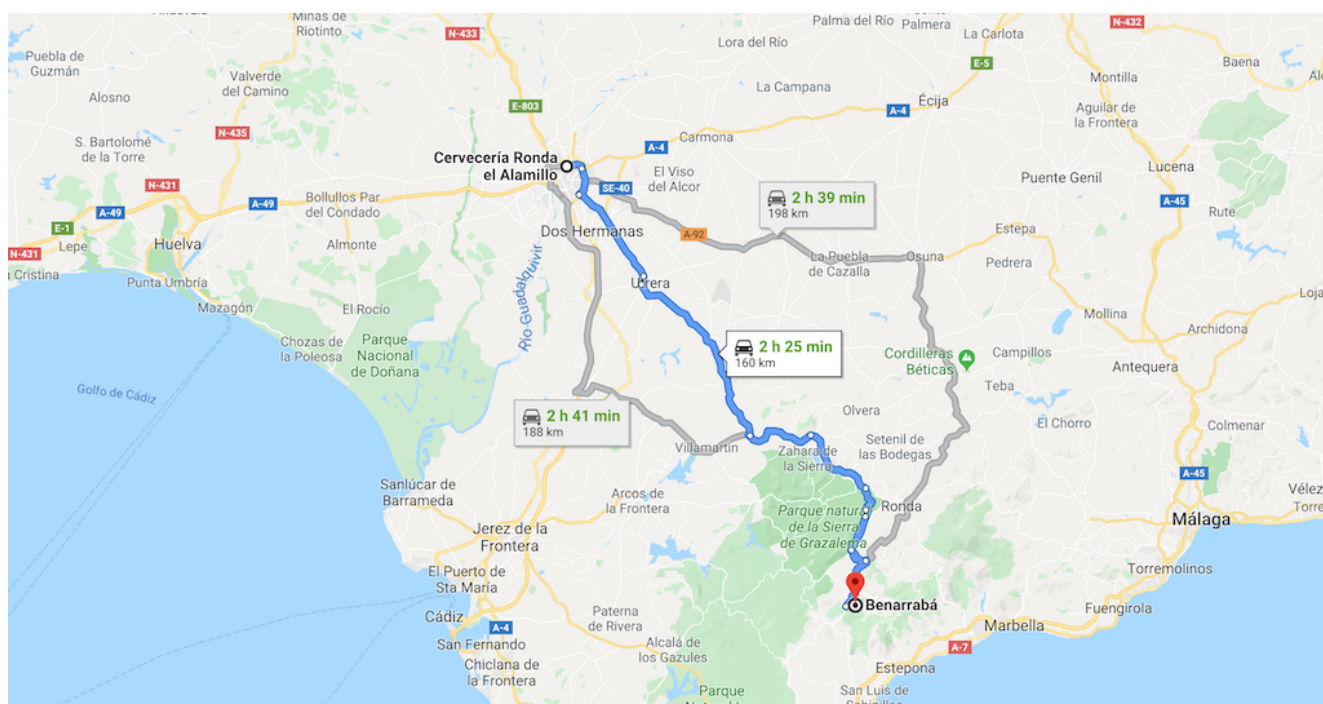 Minas de
Riotinto
N-433
Palma del Río
Palmera
N-432
La Carlota
Puebla de
Guzmán
Lora del Río
E-5
Baena
Valverde
del Camino
Montilla
Alosno
La Campana
E-803
Écija
A-4
Aguilar de
la Frontera
N-435
S. Bartolomé
de la Torre
Carmona
A-4
Cervecería Ronda
el Alamillo
El Viso
del Alcor
Lucena
Puente Genil
N-431
SE-40
Bollullos Par
del Condado
2 h 39 min
198 km
A-45
A-49
A-49
Rute
E-1
Lepe
Huelva
Almonte
Dos Hermanas
A-92
Estepa
N-431
La Puebla
de Cazalla
Osuna
Pedrera
a Cristina
Punta Umbría
Utrera
Río Guadalquivir
Loja
Mazagón
El Rocío
Mollina
Archidona
Chozas de
la Poleosa
Parque
Nacional
de Doñana
2 h 25 min
160 km
Cordilleras
Béticas
Campillos
Antequera
Teba
Golfo de Cádiz
2 h 41 min
188 km
Olvera
El Chorro
Colmenar
Villamartín
Zahara de
la Sierra
Setenil de
las Bodegas
A-45
Sanlúcar de
Barrameda
Arcos de
la Frontera
Vélez
Torre
Parque natural
de la Sierra
de Grazalema
Ronda
Málaga
Jerez de la
Frontera
Torremolinos
El Puerto de
Sta María
Benarrabá
Fuengirola
Cádiz
Paterna
de Rivera
Marbella
A-4
San Fernando
Alcalá de
los Gazules
A-7
Chiclana de
la Frontera
Estepona
Parque
San Luis de